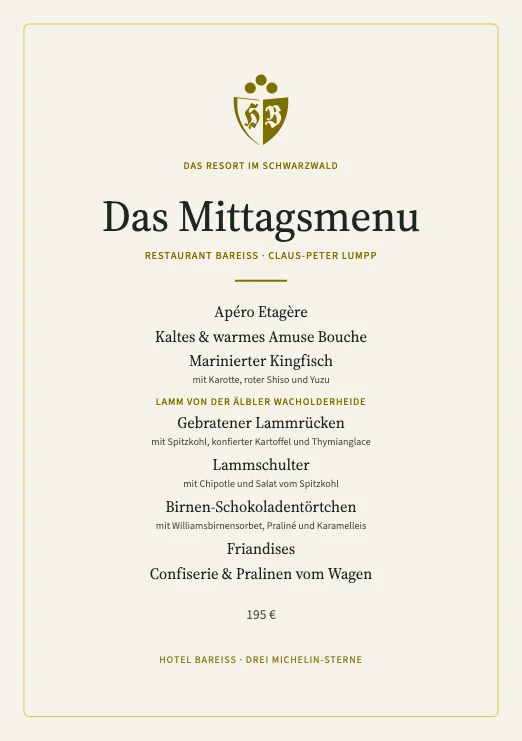 HB
DAS RESORT IM SCHWARZWALD
Das Mittagsmenu
RESTAURANT BAREISS · CLAUS-PETER LUMPP
Apéro Etagère
Kaltes & warmes Amuse Bouche
Marinierter Kingfisch
mit Karotte, roter Shiso und Yuzu
LAMM VON DER ÄLBLER WACHOLDERHEIDE
Gebratener Lammrücken
mit Spitzkohl, konfierter Kartoffel und Thymianglace
Lammschulter
mit Chipotle und Salat vom Spitzkohl
Birnen-Schokoladentörtchen
mit Williamsbirnensorbet, Praliné und Karamelleis
Friandises
Confiserie & Pralinen vom Wagen
195 €
HOTEL BAREISS · DREI MICHELIN-STERNE